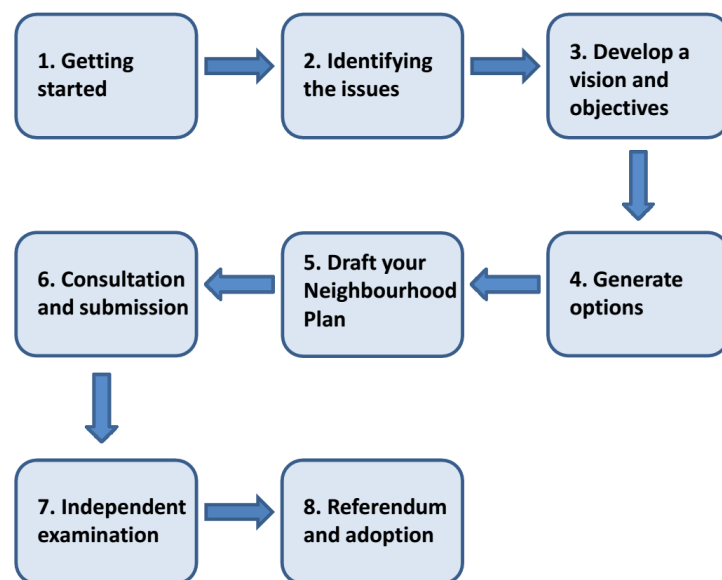 1. Getting
started
2. Identifying
the issues
3. Develop a
vision and
objectives
4. Generate
options
5. Draft your
Neighbourhood
Plan
6. Consultation
and submission
7. Independent
examination
8. Referendum
and adoption